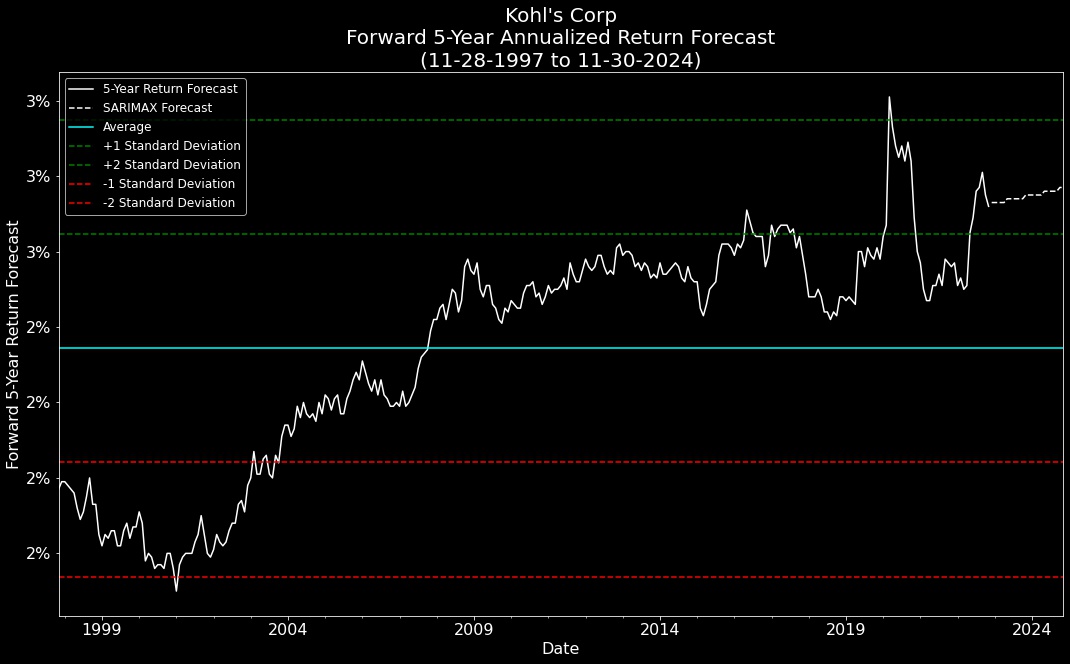 Kohl's Corp
Forward 5-Year Annualized Return Forecast
(11-28-1997 to 11-30-2024)
5-Year Return Forecast
SARIMAX Forecast
Average
+1 Standard Deviation
+2 Standard Deviation
-1 Standard Deviation
-2 Standard Deviation
Forward 5-Year Return Forecast
3%
3%
3%
2%
2%
2%
2%
1999
2004
2009
2014
2019
2024
Date